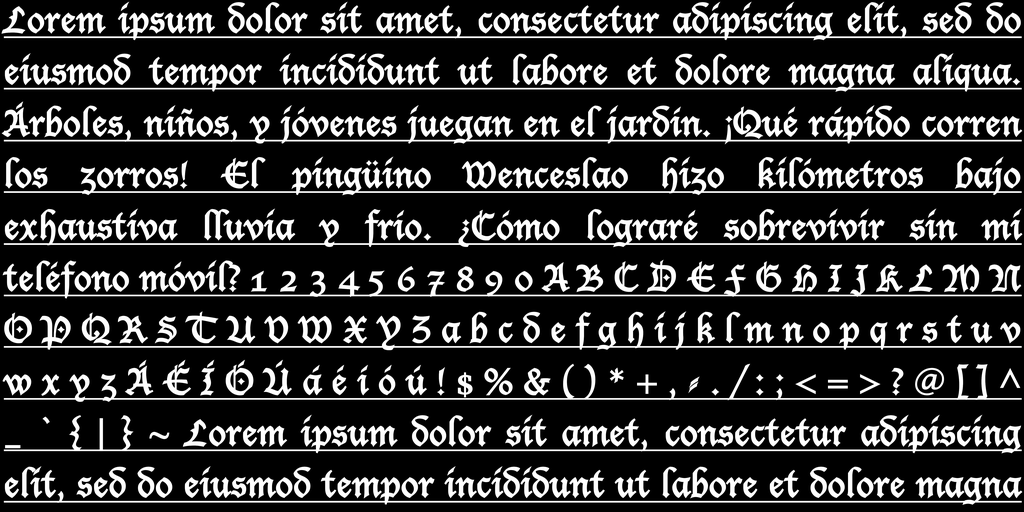 Lorem ipsum dolor sit amet, consectetur adipiscing elit, sed do
eiusmod tempor incididunt ut labore et dolore magna aliqua.
Árboles, niños, y jóvenes juegan en el jardín. ¡Qué rápido corren
los zorros! El pingüino Wenceslao hizo kilómetros bajo
exhaustiva lluvia y frío. ¿Cómo lograré sobrevivir sin mi
teléfono móvil? 1 2 3 4 5 6 7 8 9 0 A B C D E F G H I J K L M N
O P Q R S T U V W X Y Z a b c d e f g h i j k l m n o p q r s t u v
w x y z Á É Í Ó Ú á é í ó ú ! $ % & ( ) * + , - . / : ; < = > ? @ [ ] ^
_ ` { | } ~ Lorem ipsum dolor sit amet, consectetur adipiscing
elit, sed do eiusmod tempor incididunt ut labore et dolore magna